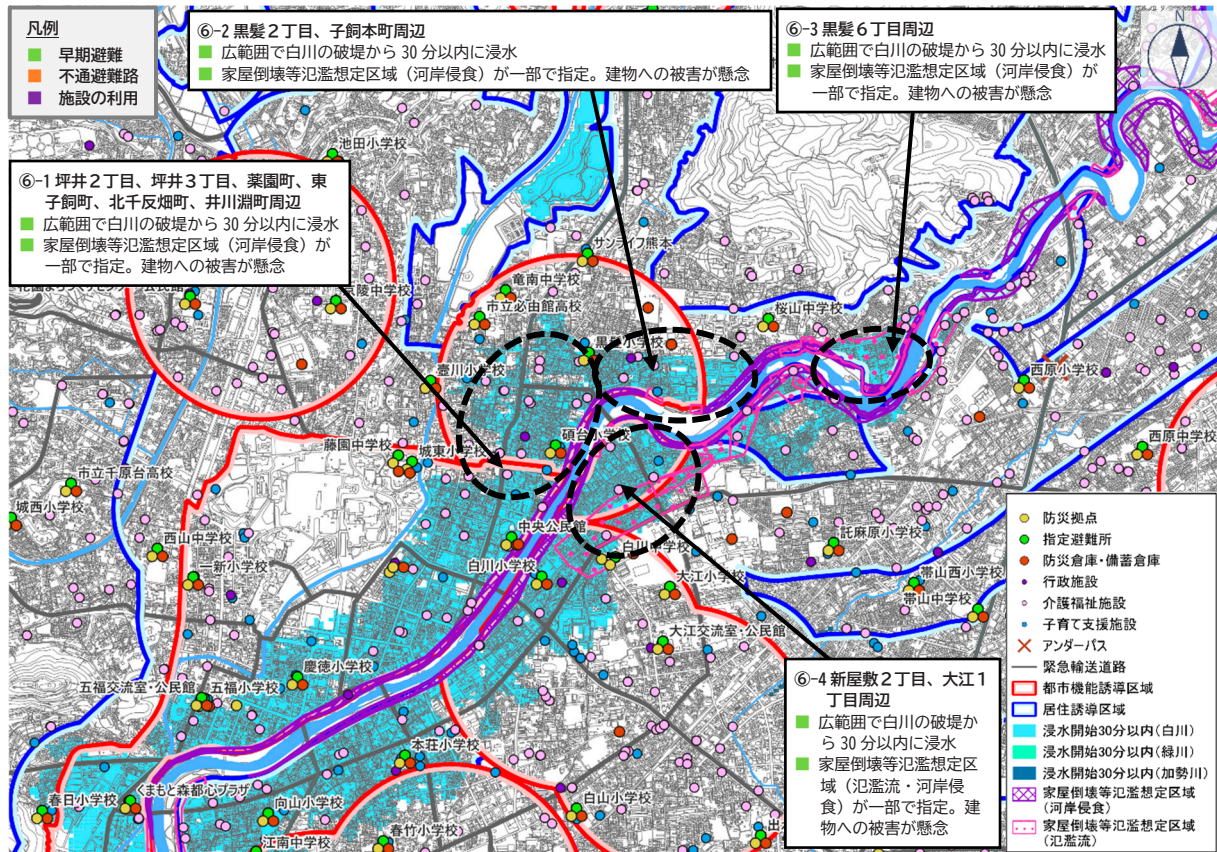 凡例
早期避難
不通避難路
施設の利用
⑥-2 黒髪2丁目、子飼本町周辺
広範囲で白川の破堤から30分以内に浸水
家屋倒壊等氾濫想定区域（河岸侵食）が一部で指定。建物への被害が懸念
⑥-3 黒髪6丁目周辺
広範囲で白川の破堤から30分以内に浸水
家屋倒壊等氾濫想定区域（河岸侵食）が
一部で指定。建物への被害が懸念
N
池田小学校
⑥-1 坪井2丁目、坪井3丁目、薬園町、東
子飼町、北千反畑町、井川淵町周辺
広範囲で白川の破堤から30分以内に浸水
家屋倒壊等氾濫想定区域（河岸侵食）が
一部で指定。建物への被害が懸念
サンライフ熊本
竜南中学校
京陵中学校
市立必由館高校
桜山中学校
黒髪小学校
西原小学校
壺川小学校
碩台小学校
藤園中学校
城東小学校
西原中学校
市立千原台高校
城西小学校
中央公民館
託麻原小学校
西山中学校
白川中学校
一新小学校
白川小学校
大江小学校
帯山西小学校
帯山中学校
大江交流室・公民館
慶徳小学校
五福交流室・公民館
五福小学校
⑥-4 新屋敷2丁目、大江1
丁目周辺
広範囲で白川の破堤か
ら30分以内に浸水
家屋倒壊等氾濫想定区
域（氾濫流・河岸侵
食）が一部で指定。建
物への被害が懸念
本荘小学校
くまもと森都心プラザ
春日小学校
向山小学校
白山小学校
江南中学校
春竹小学校
防災拠点
指定避難所
防災倉庫・備蓄倉庫
行政施設
介護福祉施設
子育て支援施設
アンダーパス
緊急輸送道路
都市機能誘導区域
居住誘導区域
浸水開始30分以内(白川)
浸水開始30分以内(緑川)
浸水開始30分以内(加勢川)
家屋倒壊等氾濫想定区域
(河岸侵食)
家屋倒壊等氾濫想定区域
(氾濫流)